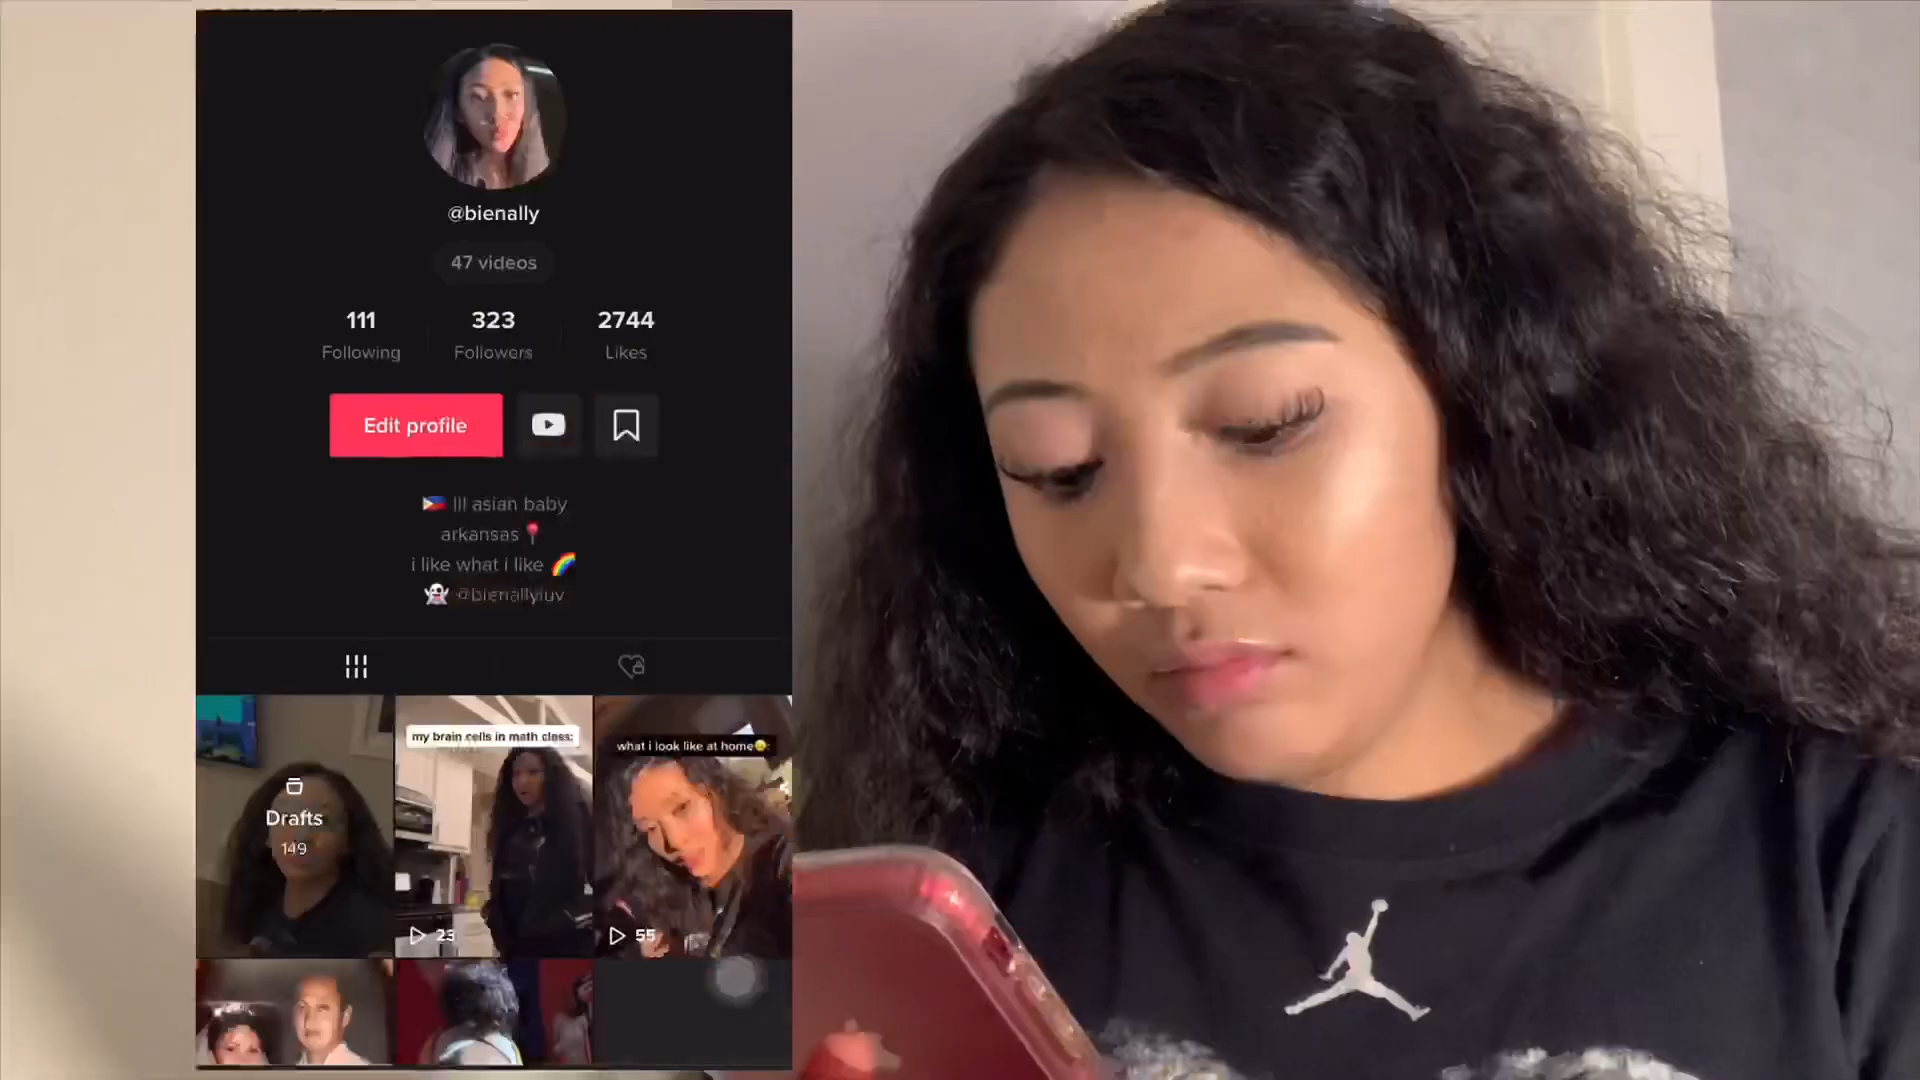 @bienally
47 videos
111 323 2744
Following Followers Likes
Edit profile
🇵🇭 lil asian baby
arkansas 📍
i like what i like 🌈
👻 @bienallyluv
my brain cells in math class:
what i look like at home🥺:
Drafts
149
23
55